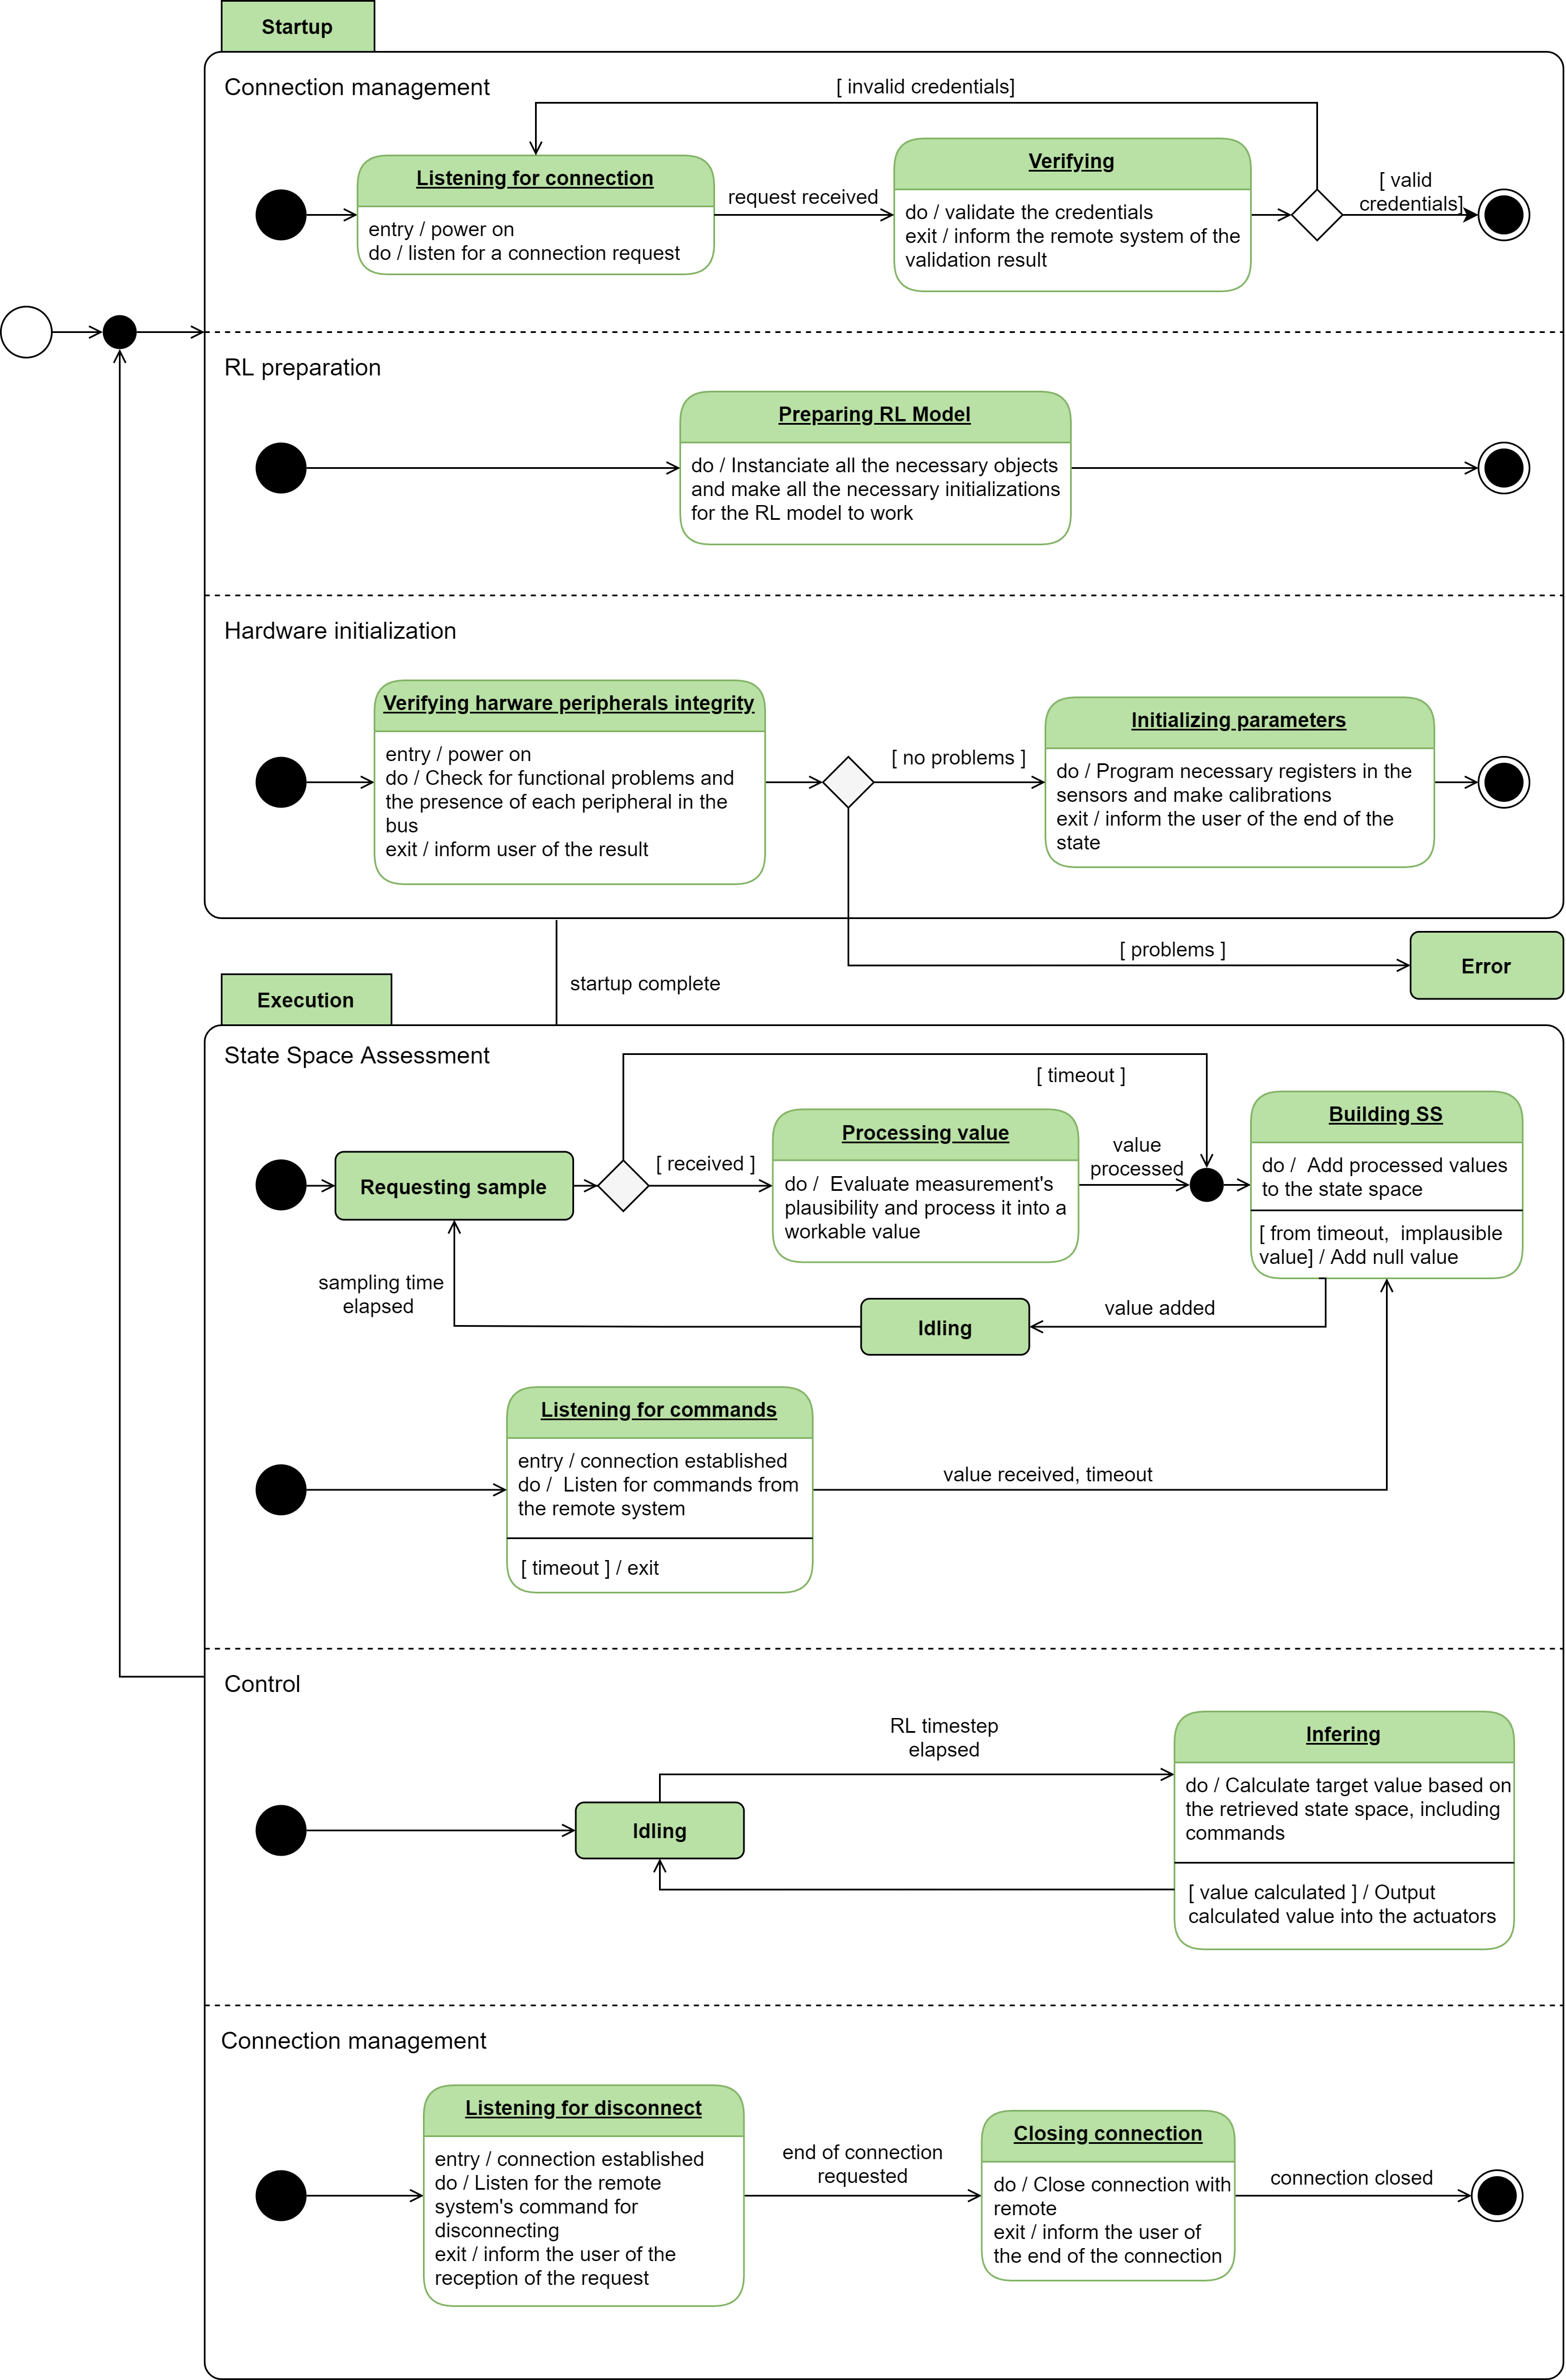 Startup
Connection management
[ invalid credentials]
Listening for connection
entry / power on
do / listen for a connection request
request received
Verifying
do / validate the credentials
exit / inform the remote system of the
validation result
[ valid
credentials]
RL preparation
Preparing RL Model
do / Instanciate all the necessary objects
and make all the necessary initializations
for the RL model to work
Hardware initialization
Verifying harware peripherals integrity
entry / power on
do / Check for functional problems and
the presence of each peripheral in the
bus
exit / inform user of the result
[ no problems ]
Initializing parameters
do / Program necessary registers in the
sensors and make calibrations
exit / inform the user of the end of the
state
[ problems ]
Error
startup complete
Execution
State Space Assessment
[ timeout ]
Requesting sample
[ received ]
Processing value
do /  Evaluate measurement's
plausibility and process it into a
workable value
value
processed
Building SS
do /  Add processed values
to the state space
[ from timeout,  implausible
value] / Add null value
sampling time
elapsed
Idling
value added
Listening for commands
entry / connection established
do /  Listen for commands from
the remote system
[ timeout ] / exit
value received, timeout
Control
RL timestep
elapsed
Idling
Infering
do / Calculate target value based on
the retrieved state space, including
commands
[ value calculated ] / Output
calculated value into the actuators
Connection management
Listening for disconnect
entry / connection established
do / Listen for the remote
system's command for
disconnecting
exit / inform the user of the
reception of the request
end of connection
requested
Closing connection
do / Close connection with
remote
exit / inform the user of
the end of the connection
connection closed